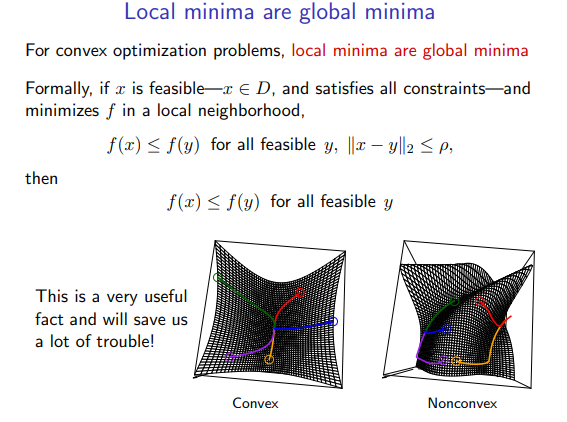 Local minima are global minima
For convex optimization problems, local minima are global minima
Formally, if x is feasible—x ∈ D, and satisfies all constraints—and
minimizes f in a local neighborhood,
f(x) ≤ f(y) for all feasible y, ‖x − y‖₂ ≤ ρ,
then
f(x) ≤ f(y) for all feasible y
This is a very useful
fact and will save us
a lot of trouble!
Convex
Nonconvex